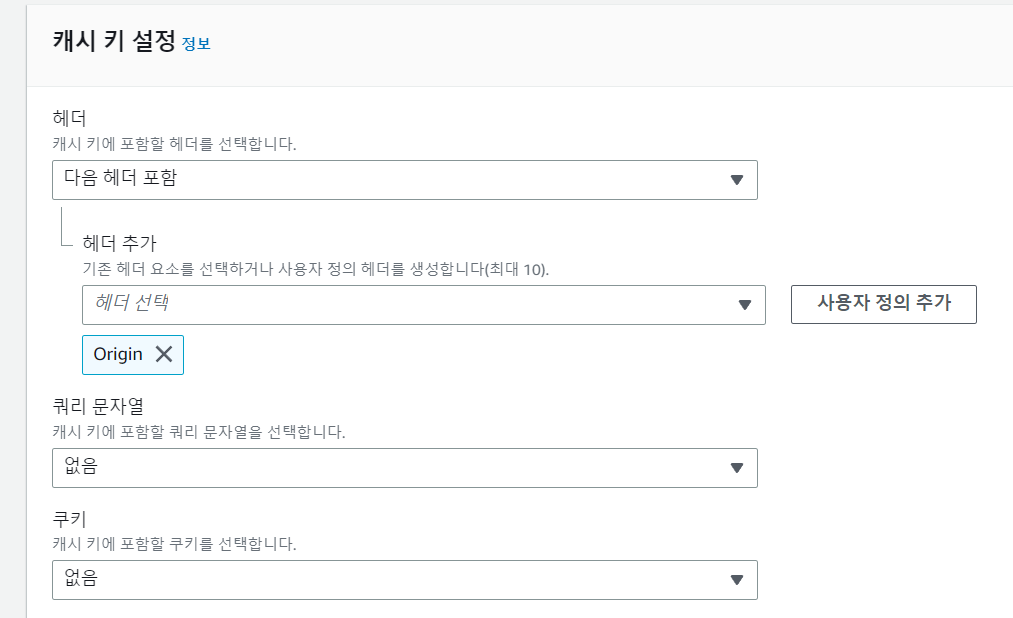 캐시 키 설정 정보
헤더
캐시 키에 포함할 헤더를 선택합니다.
다음 헤더 포함
헤더 추가
기존 헤더 요소를 선택하거나 사용자 정의 헤더를 생성합니다(최대 10).
헤더 선택
사용자 정의 추가
Origin
쿼리 문자열
캐시 키에 포함할 쿼리 문자열을 선택합니다.
없음
쿠키
캐시 키에 포함할 쿠키를 선택합니다.
없음